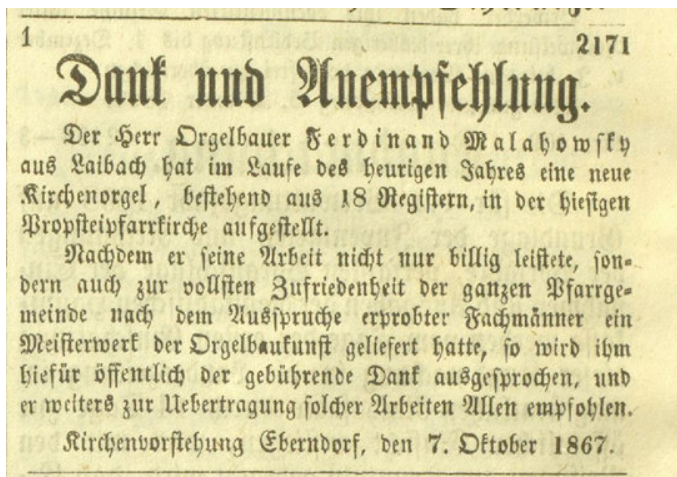 1 2171
Dank und Anempfehlung.
Der Herr Orgelbauer Ferdinand Malahowsky
aus Laibach hat im Laufe des heurigen Jahres eine neue
Kirchenorgel, bestehend aus 18 Registern, in der hiesigen
Propsteipfarrkirche aufgestellt.
Nachdem er seine Arbeit nicht nur billig leistete, son-
dern auch zur vollsten Zufriedenheit der ganzen Pfarrge-
meinde nach dem Ausspruche erprobter Fachmänner ein
Meisterwerk der Orgelbaukunst geliefert hatte, so wird ihm
hiefür öffentlich der gebührende Dank ausgesprochen, und
er weiters zur Uebertragung solcher Arbeiten Allen empfohlen.
Kirchenvorstehung Eberndorf, den 7. Oktober 1867.